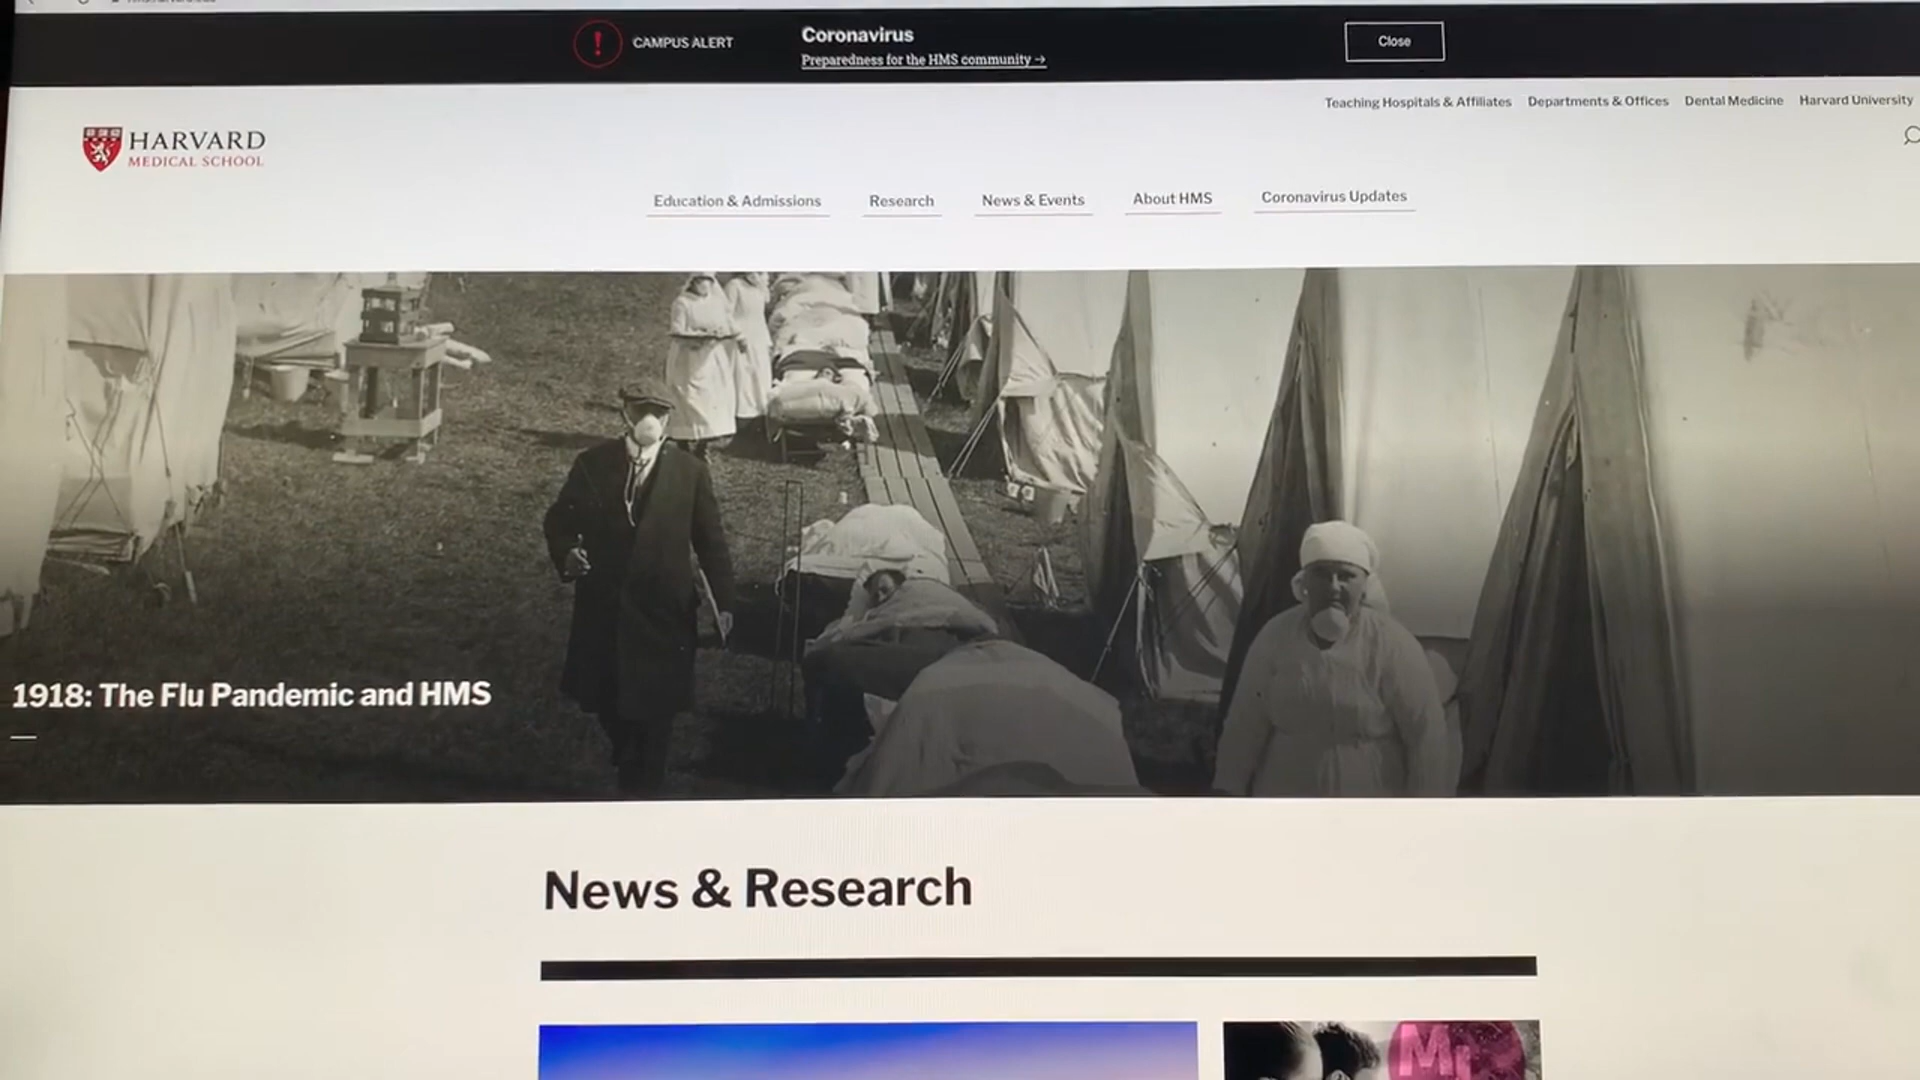 CAMPUS ALERT
Coronavirus
Preparedness for the HMS community →
Close
Teaching Hospitals & Affiliates Departments & Offices Dental Medicine Harvard University
HARVARD
MEDICAL SCHOOL
Education & Admissions Research News & Events About HMS Coronavirus Updates
1918: The Flu Pandemic and HMS
News & Research